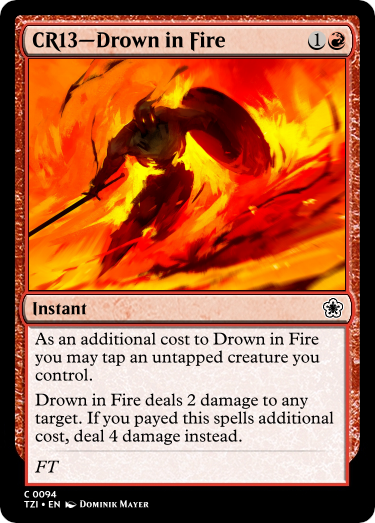 CR13—Drown in Fire 1
Instant
As an additional cost to Drown in Fire
you may tap an untapped creature you
control.
Drown in Fire deals 2 damage to any
target. If you payed this spells additional
cost, deal 4 damage instead.
FT
C 0094
TZI • EN Dominik Mayer